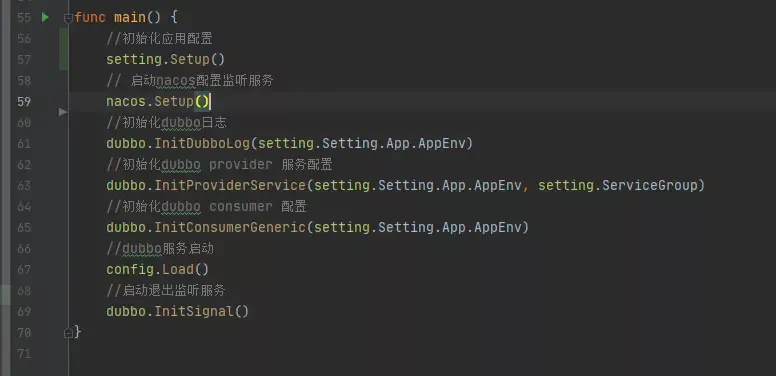 55 func main() {
56 //初始化应用配置
57 setting.Setup()
58 // 启动nacos配置监听服务
59 nacos.Setup()
60 //初始化dubbo日志
61 dubbo.InitDubboLog(setting.Setting.App.AppEnv)
62 //初始化dubbo provider 服务配置
63 dubbo.InitProviderService(setting.Setting.App.AppEnv, setting.ServiceGroup)
64 //初始化dubbo consumer 配置
65 dubbo.InitConsumerGeneric(setting.Setting.App.AppEnv)
66 //dubbo服务启动
67 config.Load()
68 //启动退出监听服务
69 dubbo.InitSignal()
70 }
71